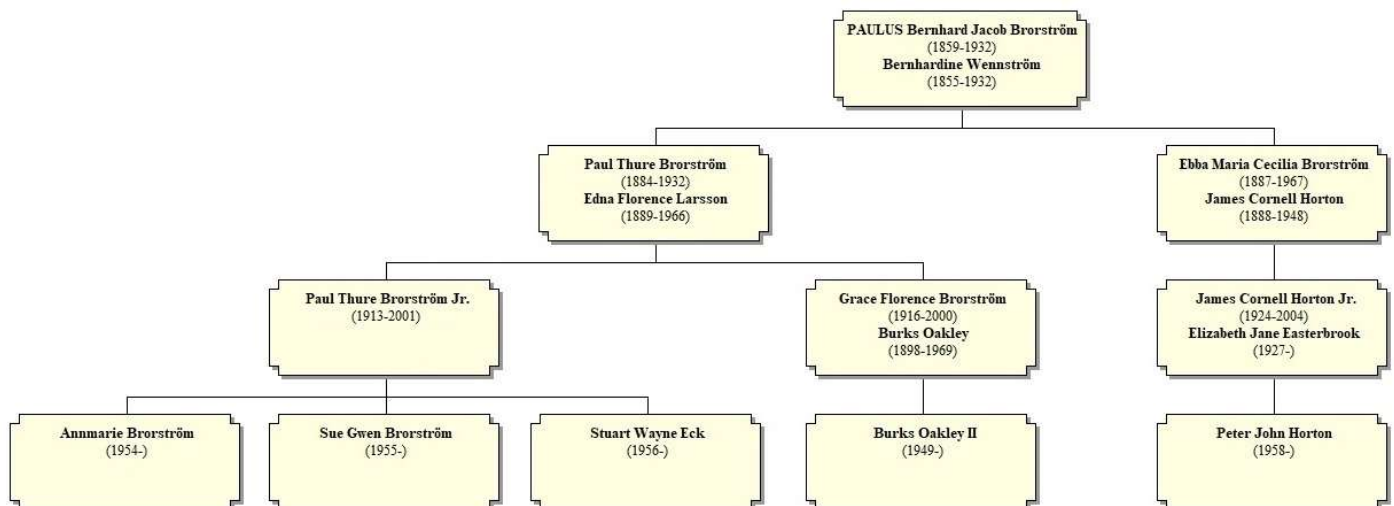 PAULUS Bernhard Jacob Brorström
(1859-1932)
Bernhardine Wennström
(1855-1932)
Paul Thure Brorström
(1884-1932)
Edna Florence Larsson
(1889-1966)
Ebba Maria Cecilia Brorström
(1887-1967)
James Cornell Horton
(1888-1948)
Paul Thure Brorström Jr.
(1913-2001)
Grace Florence Brorström
(1916-2000)
Burks Oakley
(1898-1969)
James Cornell Horton Jr.
(1924-2004)
Elizabeth Jane Easterbrook
(1927-)
Annmarie Brorström
(1954-)
Sue Gwen Brorström
(1955-)
Stuart Wayne Eck
(1956-)
Burks Oakley II
(1949-)
Peter John Horton
(1958-)